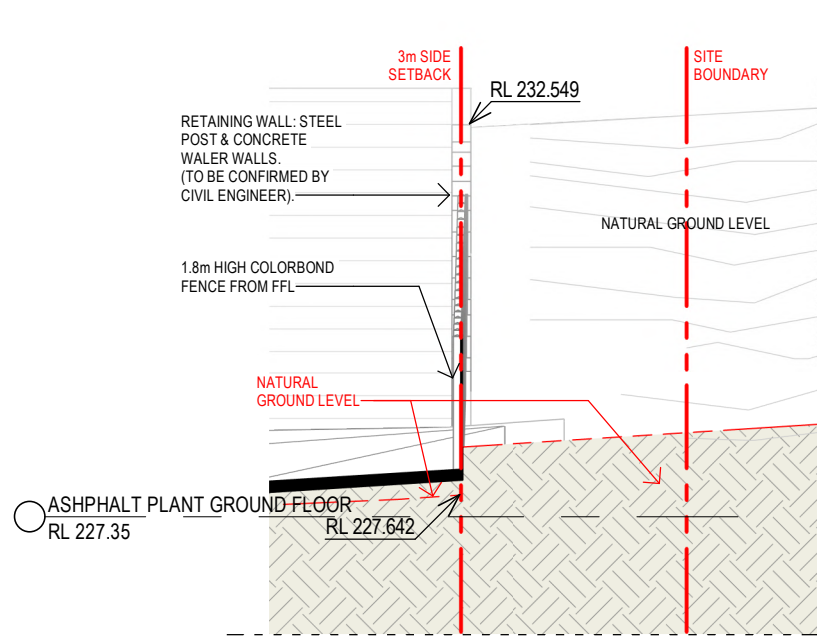 3m SIDE
SETBACK
SITE
BOUNDARY
RL 232.549
RETAINING WALL: STEEL
POST & CONCRETE
WALER WALLS.
(TO BE CONFIRMED BY
CIVIL ENGINEER).
NATURAL GROUND LEVEL
1.8m HIGH COLORBOND
FENCE FROM FFL
NATURAL
GROUND LEVEL
ASHPHALT PLANT GROUND FLOOR
RL 227.35
RL 227.642